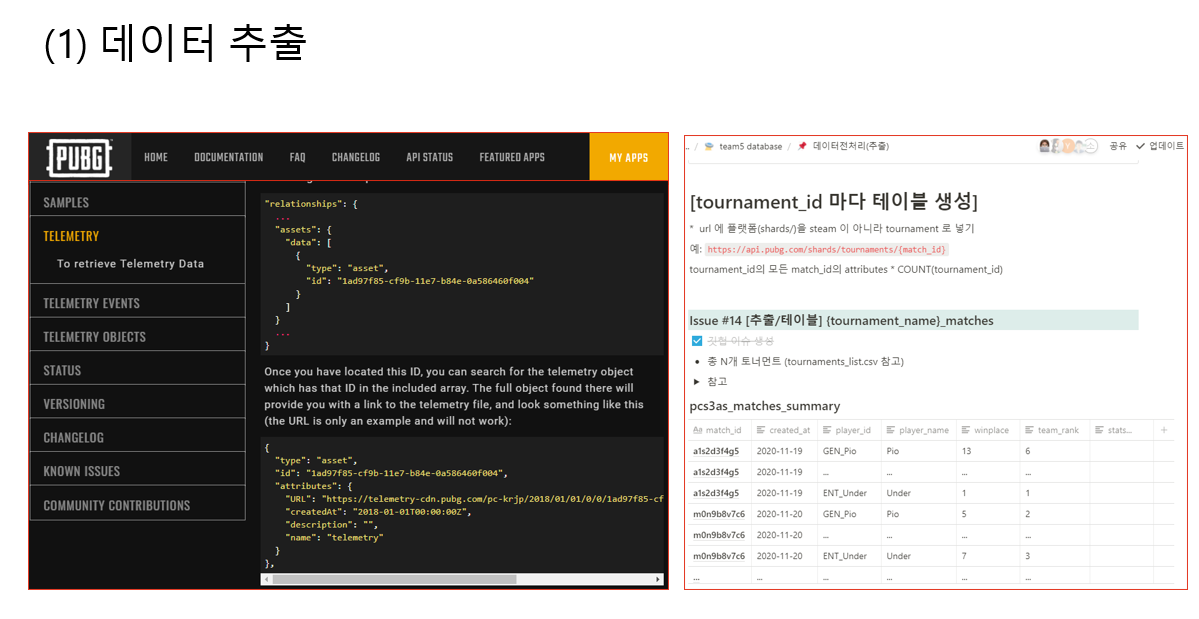 (1) 데이터 추출
PUBG
HOME
DOCUMENTATION
FAQ
CHANGELOG
API STATUS
FEATURED APPS
MY APPS
SAMPLES
TELEMETRY
To retrieve Telemetry Data
TELEMETRY EVENTS
TELEMETRY OBJECTS
STATUS
VERSIONING
CHANGELOG
KNOWN ISSUES
COMMUNITY CONTRIBUTIONS
"relationships": {
...
"assets": {
"data": [
{
"type": "asset",
"id": "1ad97f85-cf9b-11e7-b84e-0a586460f004"
}
]
}
...
}
Once you have located this ID, you can search for the telemetry object
which has that ID in the included array. The full object found there will
provide you with a link to the telemetry file, and look something like this
(the URL is only an example and will not work):
{
"type": "asset",
"id": "1ad97f85-cf9b-11e7-b84e-0a586460f004",
"attributes": {
"URL": "https://telemetry-cdn.pubg.com/pc-krjp/2018/01/01/0/0/1ad97f85-cf
"createdAt": "2018-01-01T00:00:00Z",
"description": "",
"name": "telemetry"
}
},
.. / team5 database / 데이터전처리(추출)
공유 업데이트
[tournament_id 마다 테이블 생성]
* url 에 플랫폼(shards/)을 steam 이 아니라 tournament 로 넣기
예: https://api.pubg.com/shards/tournaments/{match_id}
tournament_id의 모든 match_id의 attributes * COUNT(tournament_id)
Issue #14 [추출/테이블] {tournament_name}_matches
깃헙 이슈 생성
• 총 N개 토너먼트 (tournaments_list.csv 참고)
참고
pcs3as_matches_summary
match_id created_at player_id player_name winplace team_rank stats... +
a1s2d3f4g5 2020-11-19 GEN_Pio Pio 13 6
a1s2d3f4g5 2020-11-19 ... ... ... ...
a1s2d3f4g5 2020-11-19 ENT_Under Under 1 1
m0n9b8v7c6 2020-11-20 GEN_Pio Pio 5 2
m0n9b8v7c6 2020-11-20 ... ... ... ...
m0n9b8v7c6 2020-11-20 ENT_Under Under 7 3
... ... ... ... ... ...